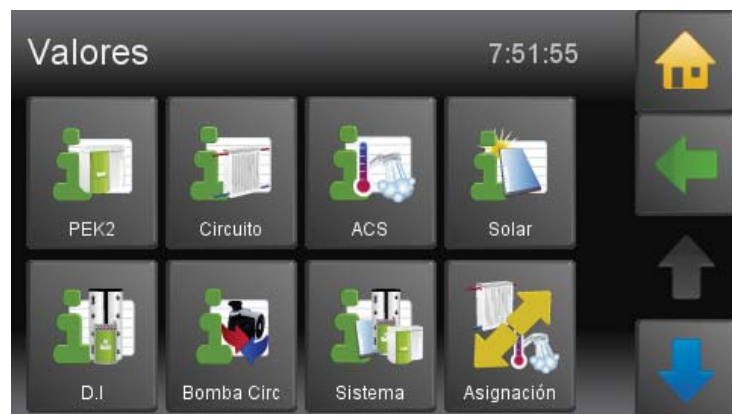 Valores 7:51:55
PEK2 Circuito ACS Solar
D.I Bomba Circ Sistema Asignación